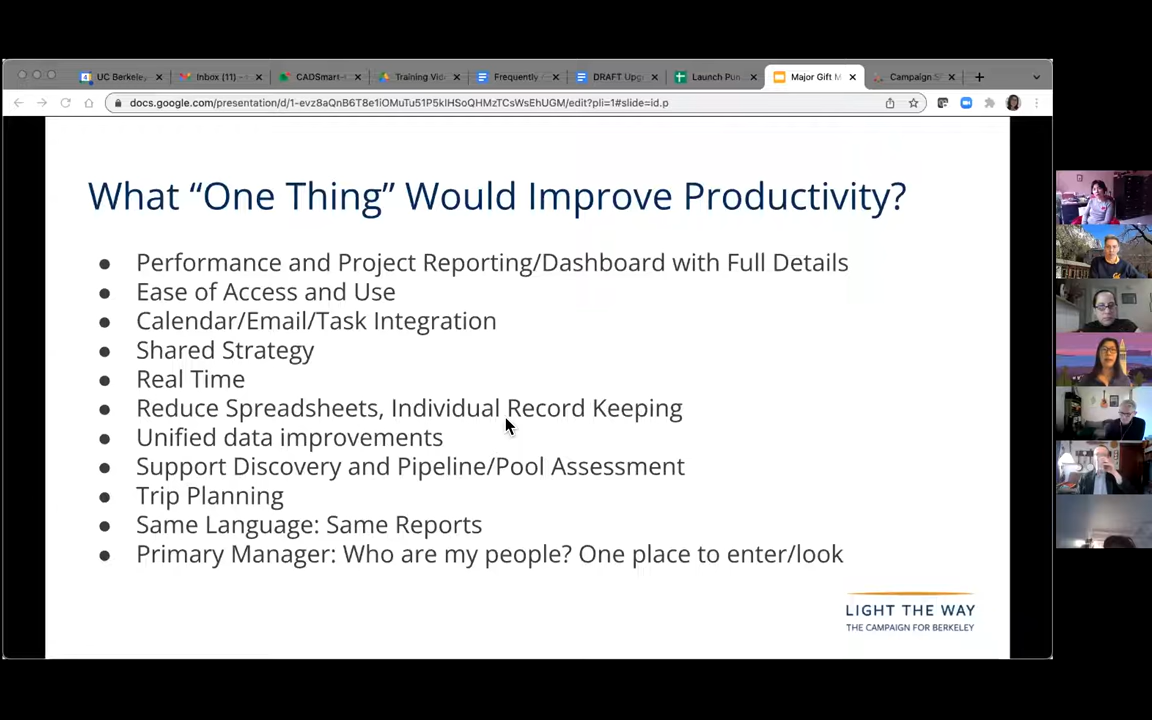 UC Berkele
Inbox (11) -
CADSmart-
Training Vid
Frequently
DRAFT Upg
Launch Pun
Major Gift M
Campaign
docs.google.com/presentation/d/1-evz8aQnB6T8e1iOMuTu51P5kIHSoQHMzTCsWsEhUGM/edit?pli=1#slide=id.p
What “One Thing” Would Improve Productivity?
● Performance and Project Reporting/Dashboard with Full Details
● Ease of Access and Use
● Calendar/Email/Task Integration
● Shared Strategy
● Real Time
● Reduce Spreadsheets, Individual Record Keeping
● Unified data improvements
● Support Discovery and Pipeline/Pool Assessment
● Trip Planning
● Same Language: Same Reports
● Primary Manager: Who are my people? One place to enter/look
LIGHT THE WAY
THE CAMPAIGN FOR BERKELEY